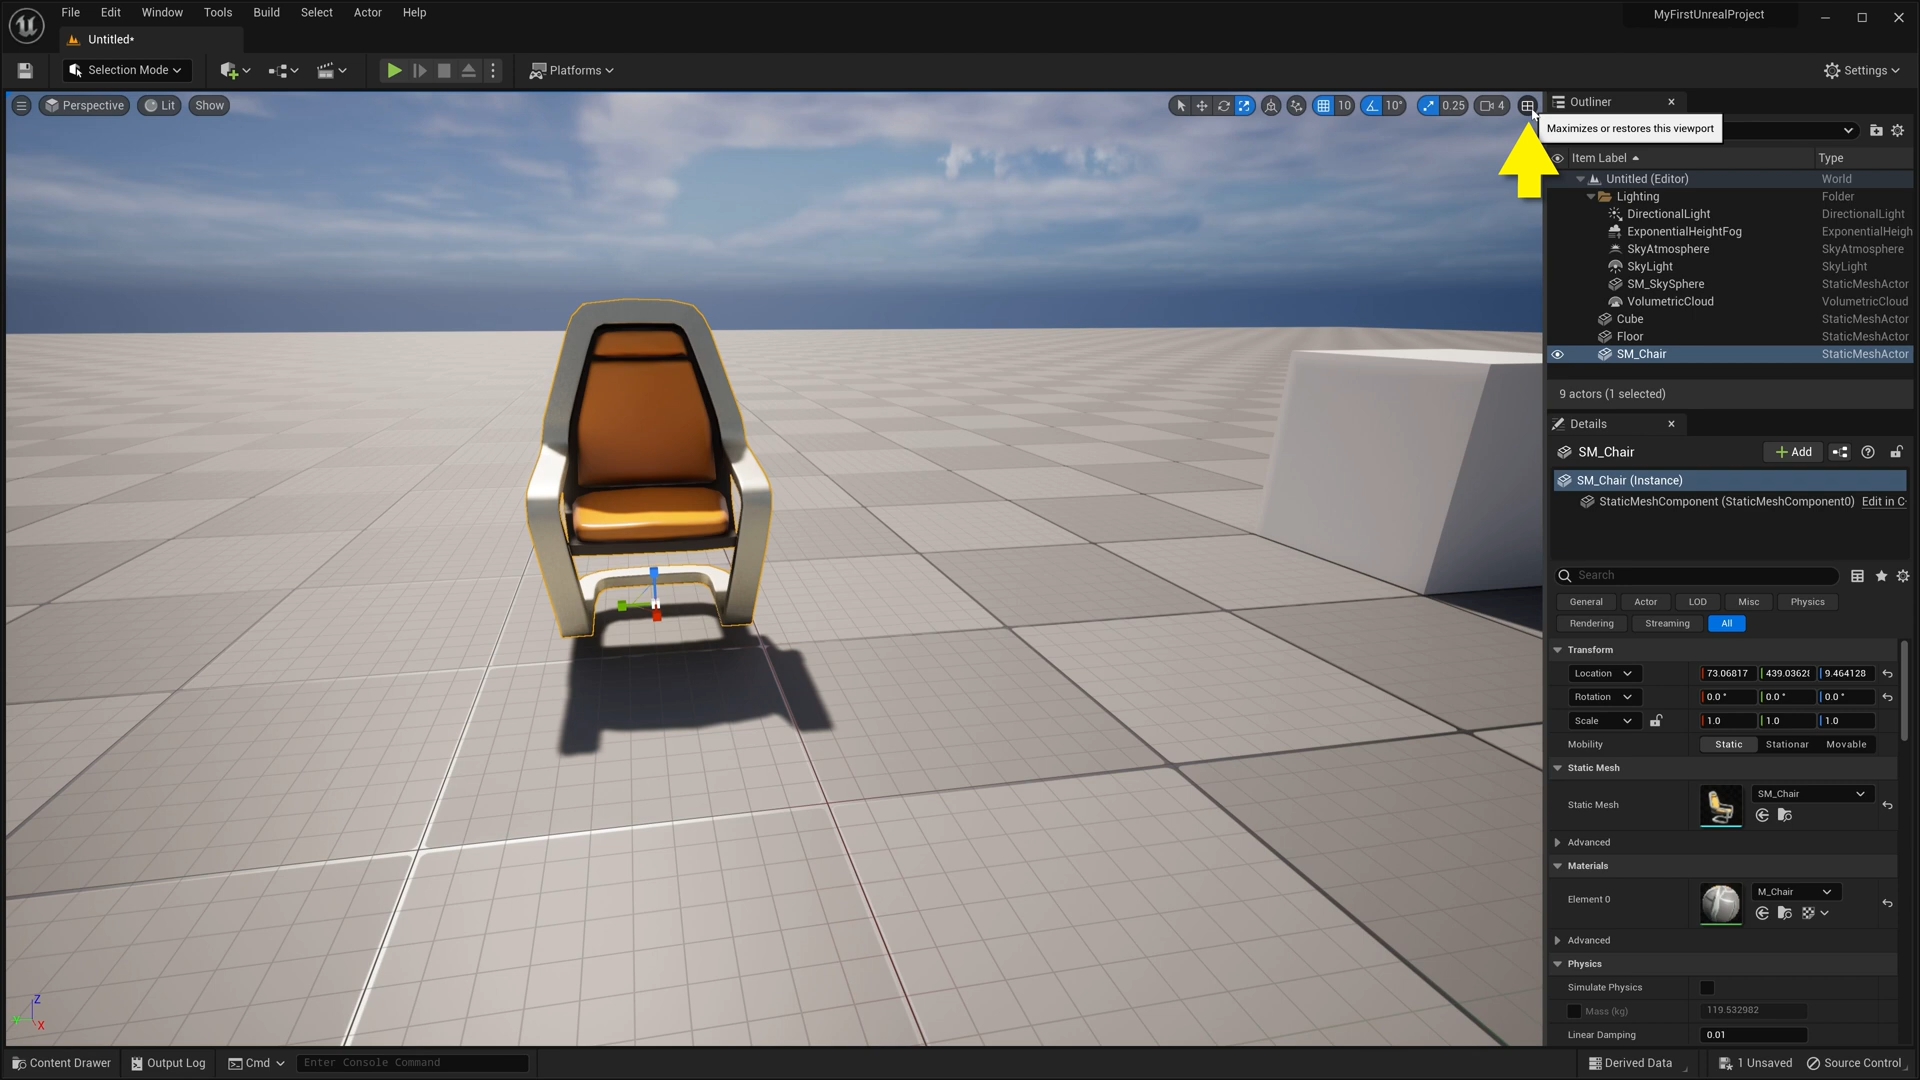 File Edit Window Tools Build Select Actor Help
MyFirstUnrealProject
Untitled*
Selection Mode
Platforms
Settings
Perspective Lit Show
10 10° 0.25 4
Outliner
Maximizes or restores this viewport
Item Label Type
Untitled (Editor) World
Lighting Folder
DirectionalLight DirectionalLight
ExponentialHeightFog ExponentialHeigh
SkyAtmosphere SkyAtmosphere
SkyLight SkyLight
SM_SkySphere StaticMeshActor
VolumetricCloud VolumetricCloud
Cube StaticMeshActor
Floor StaticMeshActor
SM_Chair StaticMeshActor
9 actors (1 selected)
Details
SM_Chair + Add
SM_Chair (Instance)
StaticMeshComponent (StaticMeshComponent0) Edit in C
Search
General Actor LOD Misc Physics
Rendering Streaming All
Transform
Location 73.06817 439.0362 9.464128
Rotation 0.0 ° 0.0 ° 0.0 °
Scale 1.0 1.0 1.0
Mobility Static Stationar Movable
Static Mesh
Static Mesh SM_Chair
Advanced
Materials
Element 0 M_Chair
Advanced
Physics
Simulate Physics
Mass (kg) 119.532982
Linear Damping 0.01
Z
Y
X
Content Drawer Output Log Cmd Enter Console Command
Derived Data 1 Unsaved Source Control